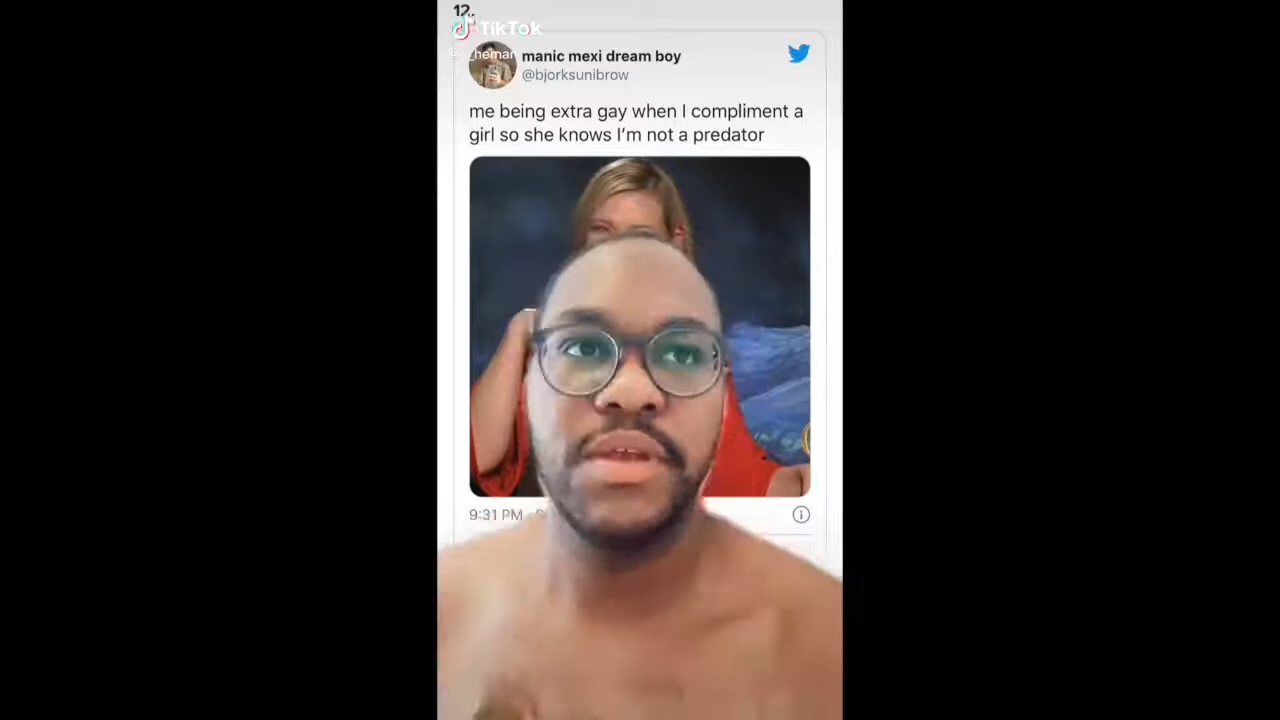 12.
TikTok
manic mexi dream boy
@bjorksunibrow
me being extra gay when I compliment a
girl so she knows I'm not a predator
9:31 PM